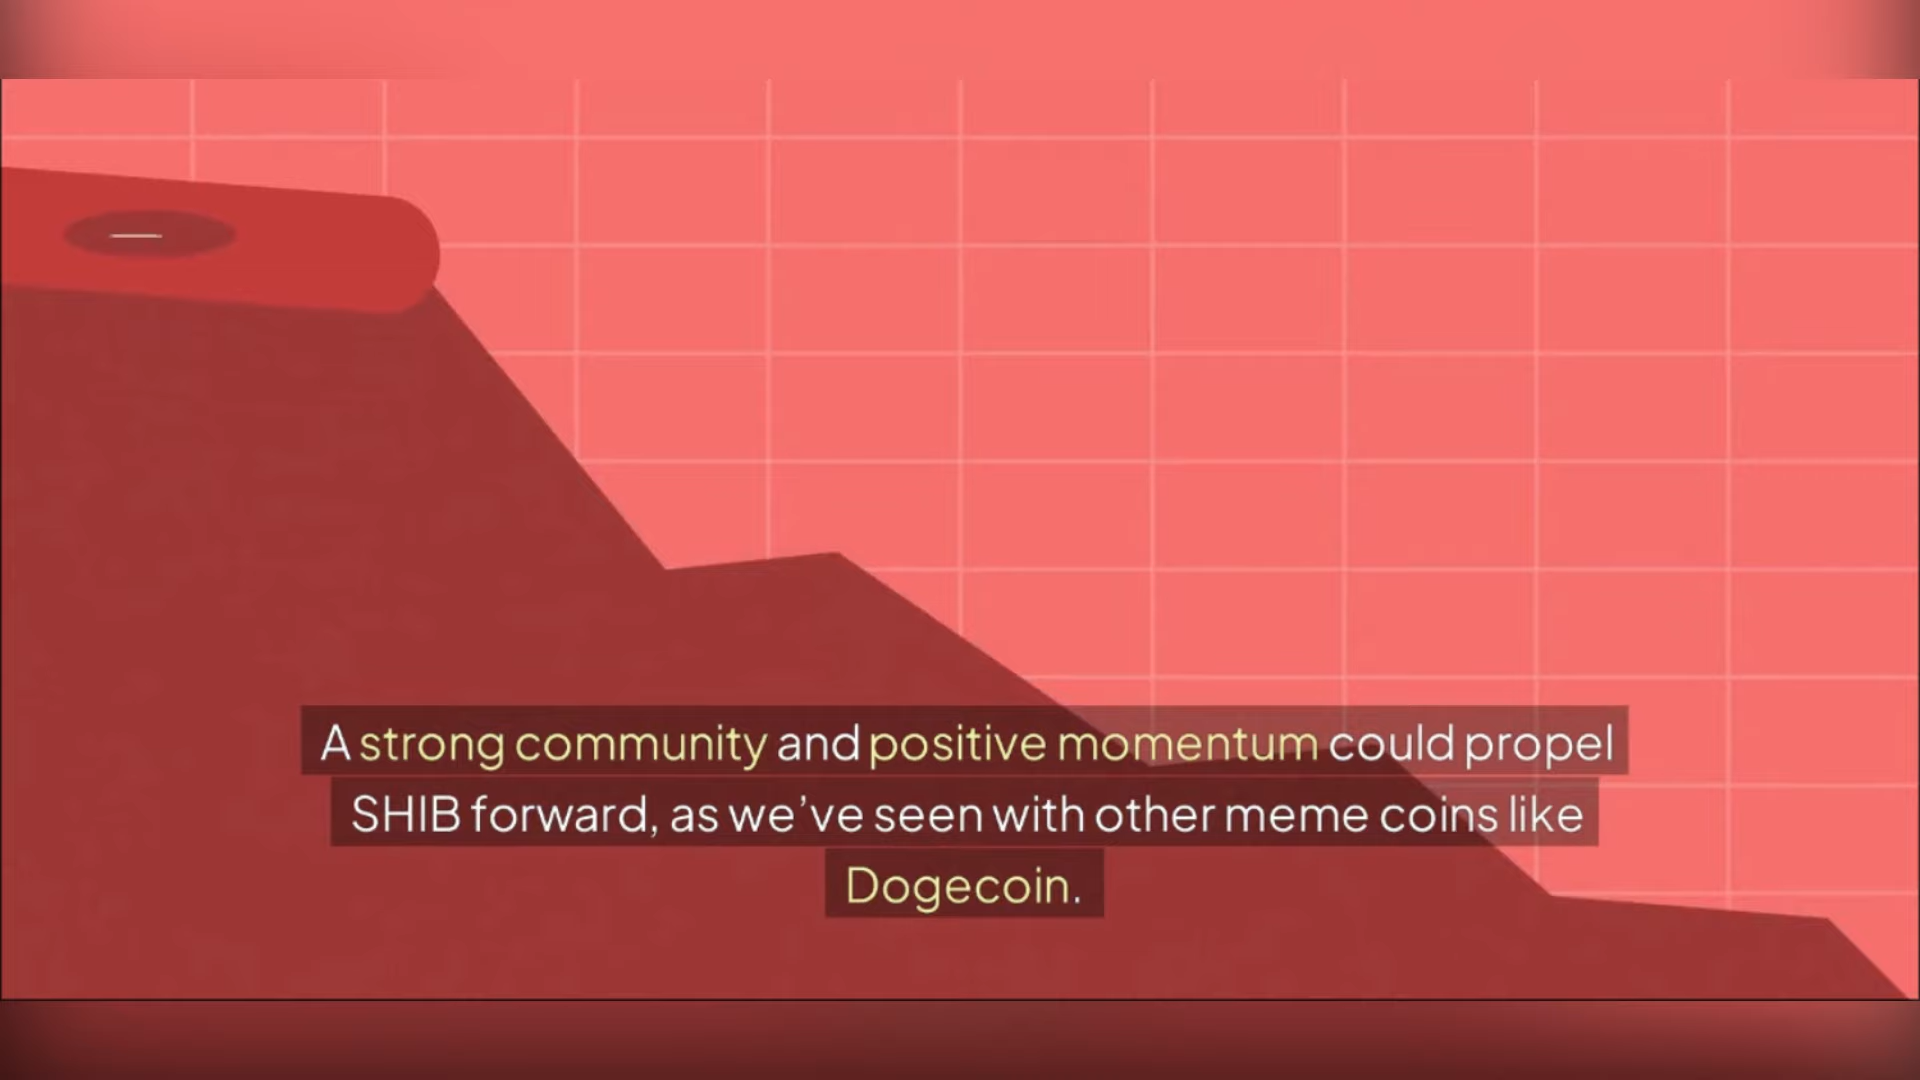 A strong community and positive momentum could propel
SHIB forward, as we’ve seen with other meme coins like
Dogecoin.